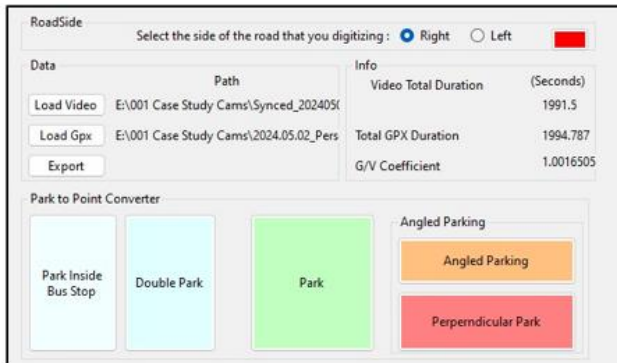 RoadSide
Select the side of the road that you digitizing : Right Left
Data
Path
Load Video E:\001 Case Study Cams\Synced_2024050
Load Gpx E:\001 Case Study Cams\2024.05.02_Pers
Export
Info
Video Total Duration (Seconds)
1991.5
Total GPX Duration 1994.787
G/V Coefficient 1.0016505
Park to Point Converter
Park Inside
Bus Stop
Double Park
Park
Angled Parking
Angled Parking
Perperndicular Park